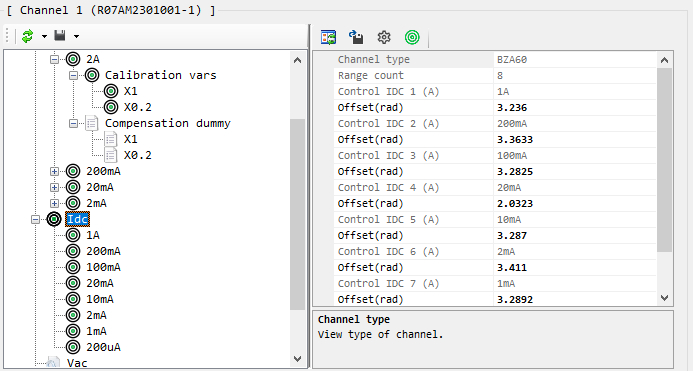 [ Channel 1 (R07AM2301001-1) ]
2A
Calibration vars
X1
X0.2
Compensation dummy
X1
X0.2
200mA
20mA
2mA
Idc
1A
200mA
100mA
20mA
10mA
2mA
1mA
200uA
Vac
Channel type BZA60
Range count 8
Control IDC 1 (A) 1A
Offset(rad) 3.236
Control IDC 2 (A) 200mA
Offset(rad) 3.3633
Control IDC 3 (A) 100mA
Offset(rad) 3.2825
Control IDC 4 (A) 20mA
Offset(rad) 2.0323
Control IDC 5 (A) 10mA
Offset(rad) 3.287
Control IDC 6 (A) 2mA
Offset(rad) 3.411
Control IDC 7 (A) 1mA
Offset(rad) 3.2892
Channel type
View type of channel.